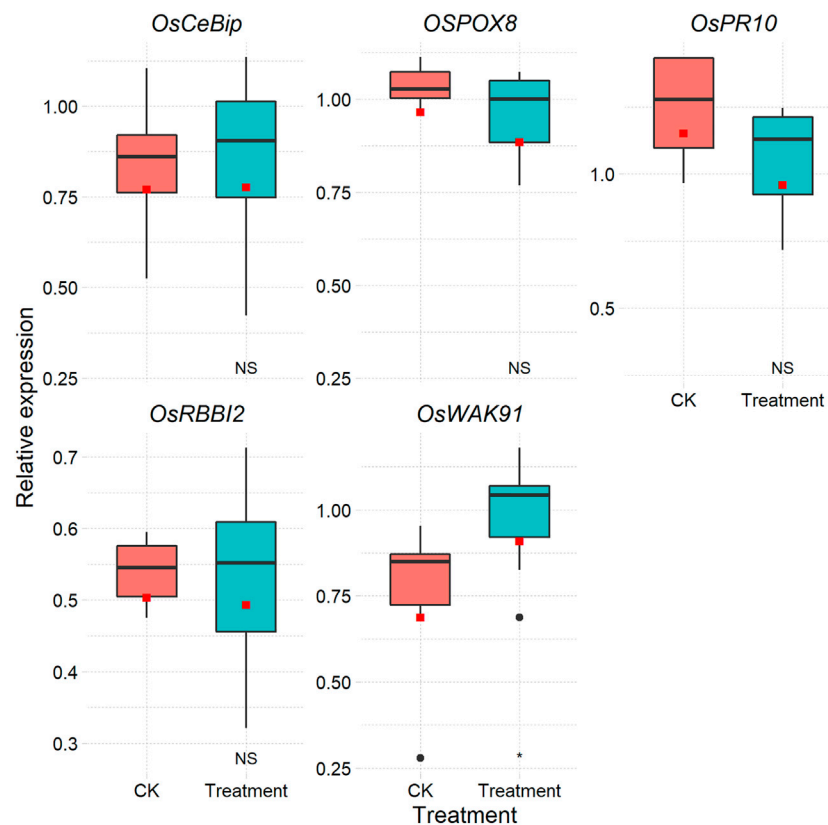 OsCeBip
OSPOX8
OsPR10
1.00
0.75
0.50
0.25
NS
1.00
0.75
0.50
0.25
NS
1.0
0.5
NS
CK Treatment
Relative expression
OsRBBI2
OsWAK91
0.7
0.6
0.5
0.4
0.3
NS
CK Treatment
1.00
0.75
0.50
0.25
*
CK Treatment
Treatment